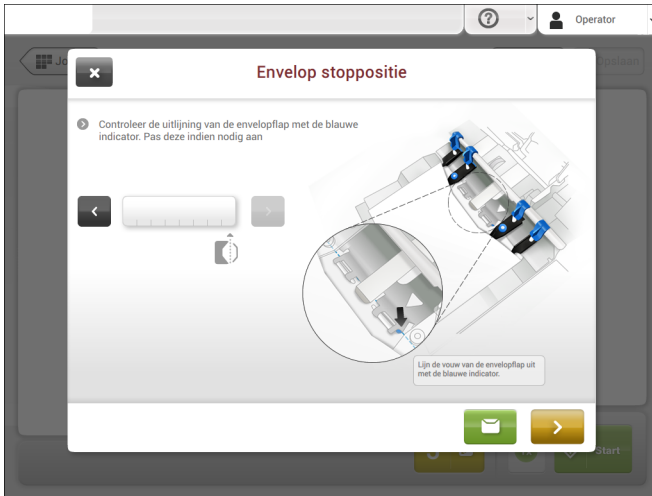 Operator
Jo
Opslaan
Envelop stoppositie
Controleer de uitlijning van de envelopflap met de blauwe
indicator. Pas deze indien nodig aan
Lijn de vouw van de envelopflap uit
met de blauwe indicator.
Start